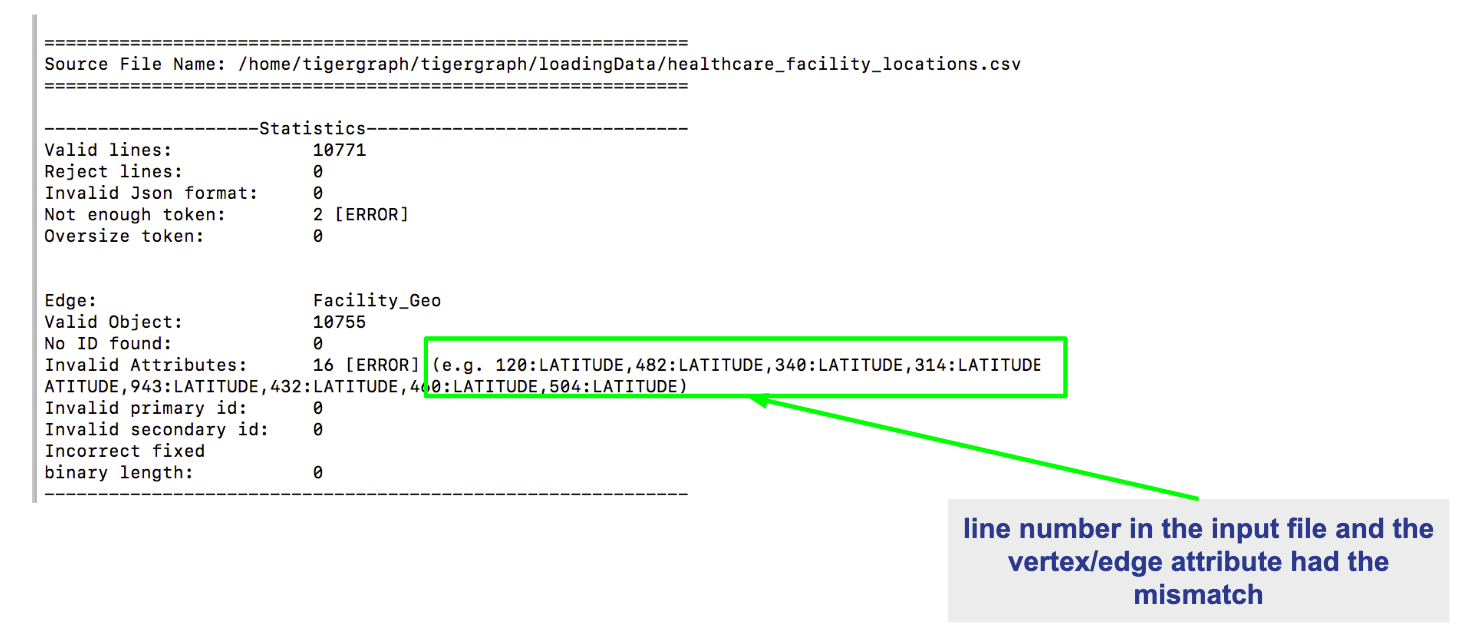 ============================================================
Source File Name: /home/tigergraph/tigergraph/loadingData/healthcare_facility_locations.csv
============================================================
--------------------Statistics------------------------------
Valid lines: 10771
Reject lines: 0
Invalid Json format: 0
Not enough token: 2 [ERROR]
Oversize token: 0
Edge: Facility_Geo
Valid Object: 10755
No ID found: 0
Invalid Attributes: 16 [ERROR] (e.g. 120:LATITUDE,482:LATITUDE,340:LATITUDE,314:LATITUDE
ATITUDE,943:LATITUDE,432:LATITUDE,460:LATITUDE,504:LATITUDE)
Invalid primary id: 0
Invalid secondary id: 0
Incorrect fixed
binary length: 0
------------------------------------------------------------
line number in the input file and the
vertex/edge attribute had the
mismatch